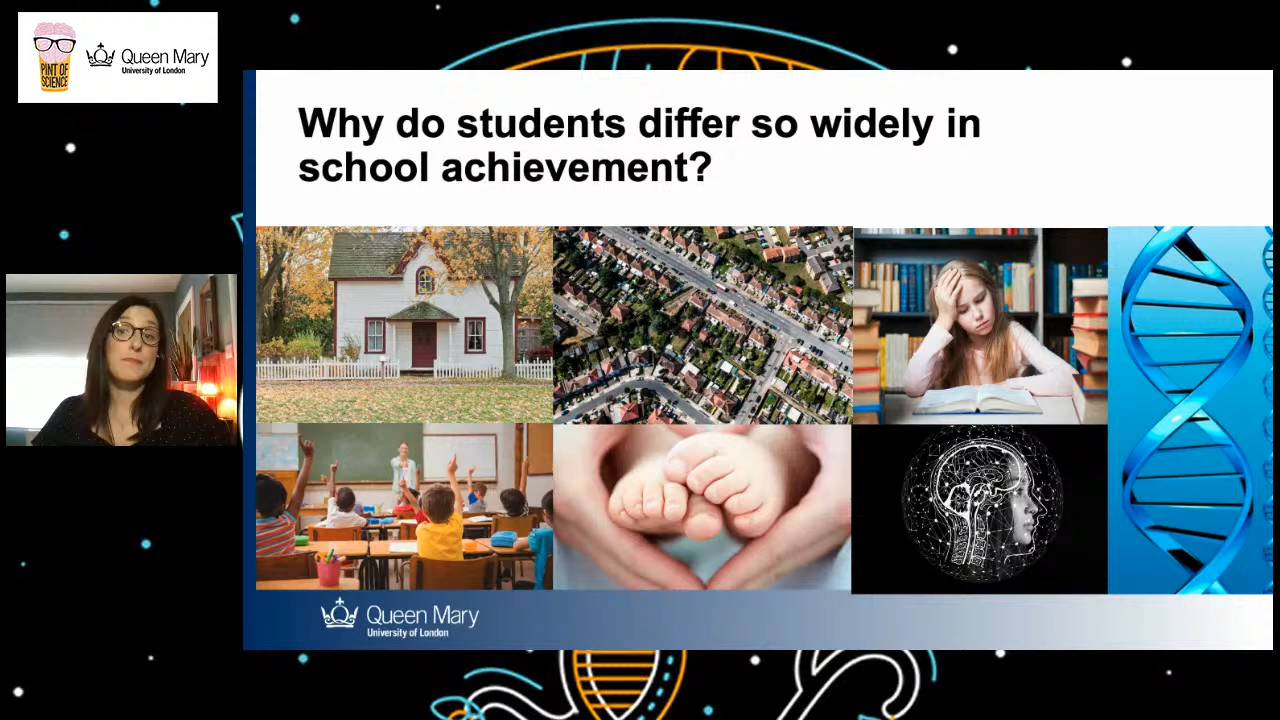 PINT OF
SCIENCE
Queen Mary
University of London
Why do students differ so widely in
school achievement?
Queen Mary
University of London